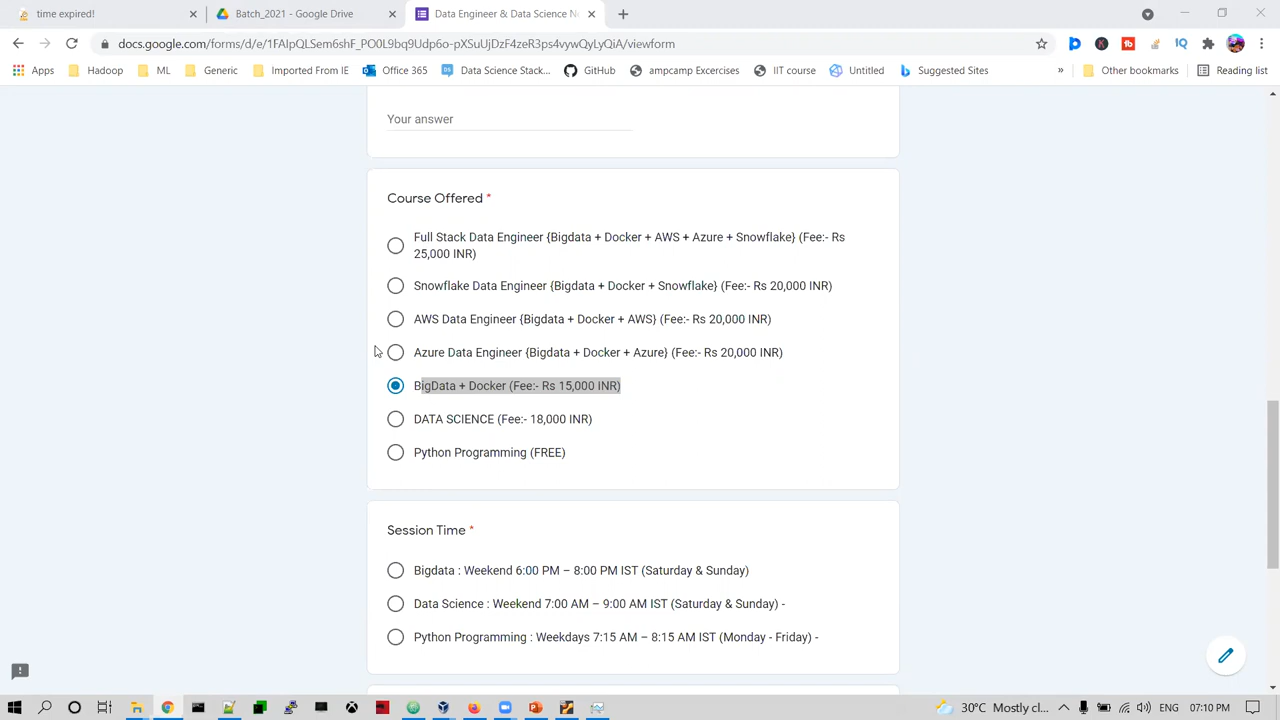 time expired!
Batch_2021 - Google Drive
Data Engineer & Data Science Ne
docs.google.com/forms/d/e/1FAIpQLSem6shF_PO0L9bq9Udp6o-pXSuUjDzF4zeR3ps4vywQyLyQiA/viewform
Apps
Hadoop
ML
Generic
Imported From IE
Office 365
Data Science Stack...
GitHub
ampcamp Excercises
IIT course
Untitled
Suggested Sites
»
Other bookmarks
Reading list
Your answer
Course Offered *
Full Stack Data Engineer {Bigdata + Docker + AWS + Azure + Snowflake} (Fee:- Rs
25,000 INR)
Snowflake Data Engineer {Bigdata + Docker + Snowflake} (Fee:- Rs 20,000 INR)
AWS Data Engineer {Bigdata + Docker + AWS} (Fee:- Rs 20,000 INR)
Azure Data Engineer {Bigdata + Docker + Azure} (Fee:- Rs 20,000 INR)
BigData + Docker (Fee:- Rs 15,000 INR)
DATA SCIENCE (Fee:- 18,000 INR)
Python Programming (FREE)
Session Time *
Bigdata : Weekend 6:00 PM – 8:00 PM IST (Saturday & Sunday)
Data Science : Weekend 7:00 AM – 9:00 AM IST (Saturday & Sunday) -
Python Programming : Weekdays 7:15 AM – 8:15 AM IST (Monday - Friday) -
30°C Mostly cl...
ENG
07:10 PM